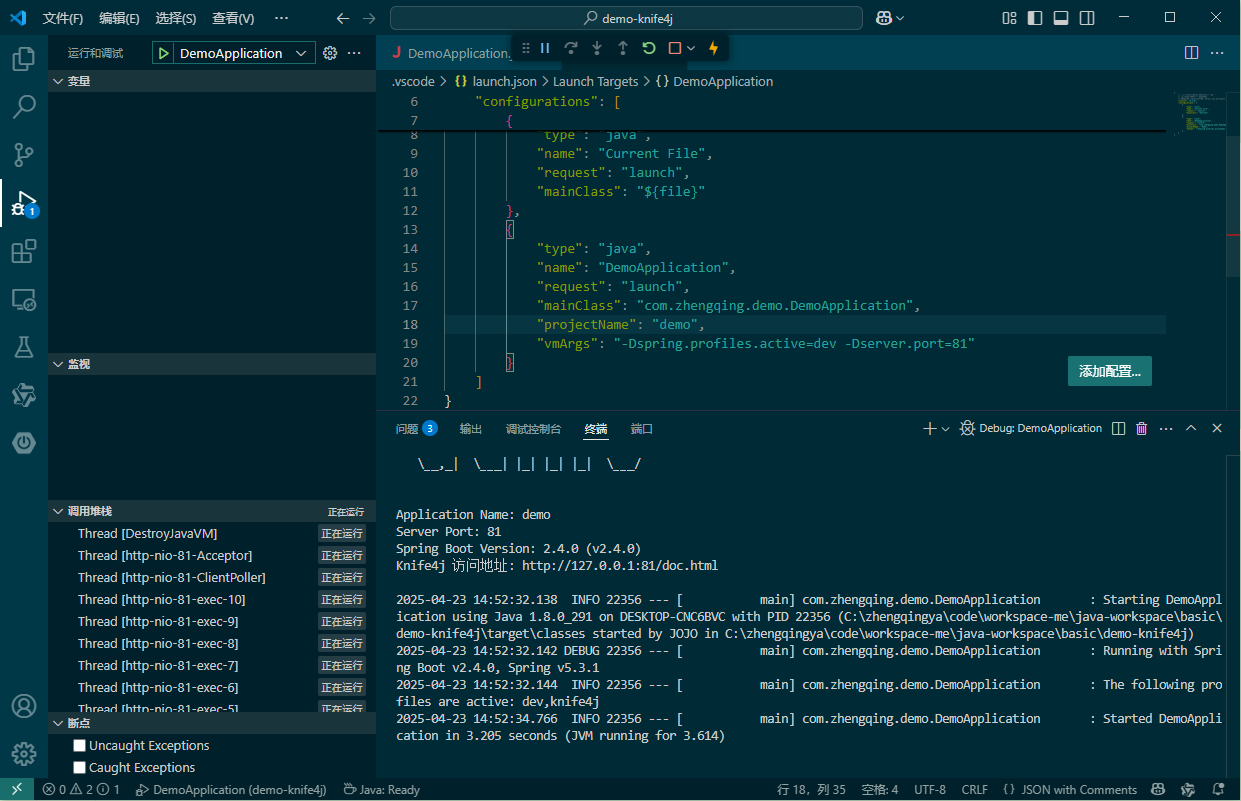 文件(F) 编辑(E) 选择(S) 查看(V) ··· demo-knife4j
运行和调试 DemoApplication ···
变量
监视
调用堆栈 正在运行
Thread [DestroyJavaVM] 正在运行
Thread [http-nio-81-Acceptor] 正在运行
Thread [http-nio-81-ClientPoller] 正在运行
Thread [http-nio-81-exec-10] 正在运行
Thread [http-nio-81-exec-9] 正在运行
Thread [http-nio-81-exec-8] 正在运行
Thread [http-nio-81-exec-7] 正在运行
Thread [http-nio-81-exec-6] 正在运行
Thread [http-nio-81-exec-5] 正在运行
断点
Uncaught Exceptions
Caught Exceptions
1
J DemoApplication.
.vscode > {} launch.json > Launch Targets > {} DemoApplication
6 "configurations": [
7 {
8 "type": "java",
9 "name": "Current File",
10 "request": "launch",
11 "mainClass": "${file}"
12 },
13 {
14 "type": "java",
15 "name": "DemoApplication",
16 "request": "launch",
17 "mainClass": "com.zhengqing.demo.DemoApplication",
18 "projectName": "demo",
19 "vmArgs": "-Dspring.profiles.active=dev -Dserver.port=81"
20 }
21 ]
22 }
添加配置...
问题 3 输出 调试控制台 终端 端口 Debug: DemoApplication ···
\__,_| \___| |_| |_| |_| \___/
Application Name: demo
Server Port: 81
Spring Boot Version: 2.4.0 (v2.4.0)
Knife4j 访问地址: http://127.0.0.1:81/doc.html
2025-04-23 14:52:32.138 INFO 22356 --- [ main] com.zhengqing.demo.DemoApplication : Starting DemoAppl
ication using Java 1.8.0_291 on DESKTOP-CNC6BVC with PID 22356 (C:\zhengqingya\code\workspace-me\java-workspace\basic\
demo-knife4j\target\classes started by JOJO in C:\zhengqingya\code\workspace-me\java-workspace\basic\demo-knife4j)
2025-04-23 14:52:32.142 DEBUG 22356 --- [ main] com.zhengqing.demo.DemoApplication : Running with Spri
ng Boot v2.4.0, Spring v5.3.1
2025-04-23 14:52:32.144 INFO 22356 --- [ main] com.zhengqing.demo.DemoApplication : The following pro
files are active: dev,knife4j
2025-04-23 14:52:34.766 INFO 22356 --- [ main] com.zhengqing.demo.DemoApplication : Started DemoAppli
cation in 3.205 seconds (JVM running for 3.614)
0 2 1 DemoApplication (demo-knife4j) Java: Ready 行 18，列 35 空格: 4 UTF-8 CRLF {} JSON with Comments